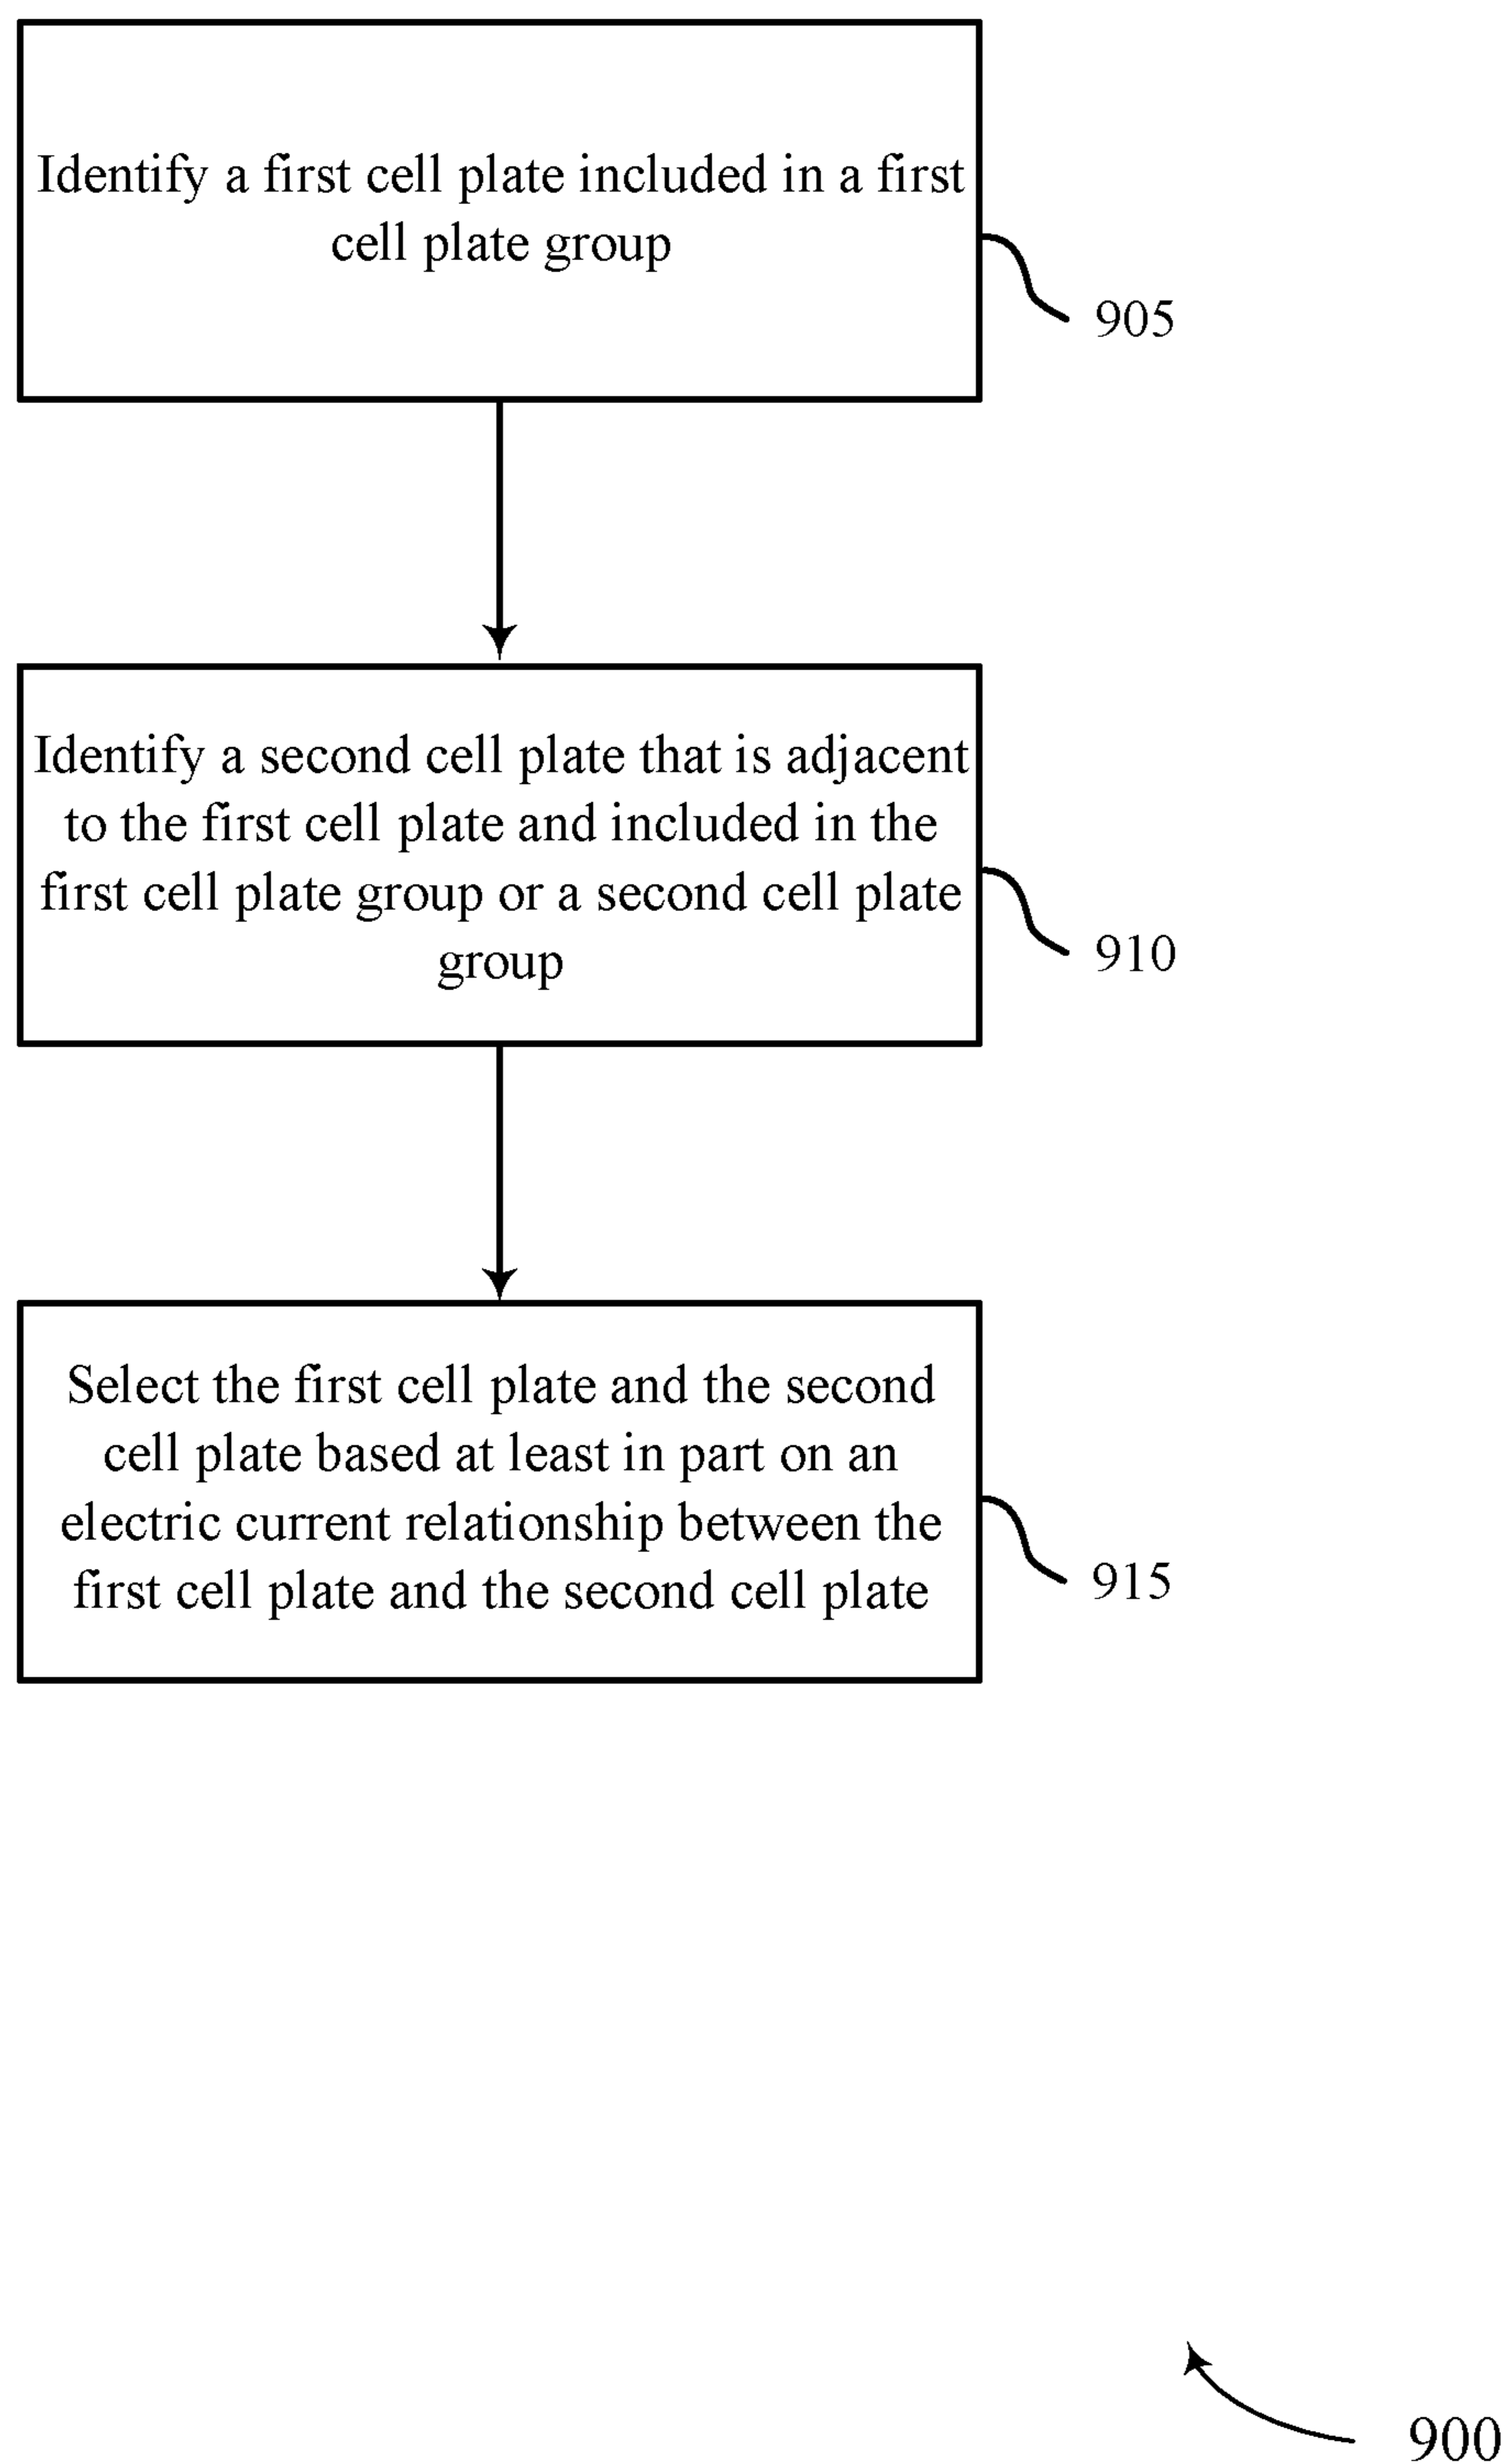 Identify a first cell plate included in a first
cell plate group
905
Identify a second cell plate that is adjacent
to the first cell plate and included in the
first cell plate group or a second cell plate
group
910
Select the first cell plate and the second
cell plate based at least in part on an
electric current relationship between the
first cell plate and the second cell plate
915
900